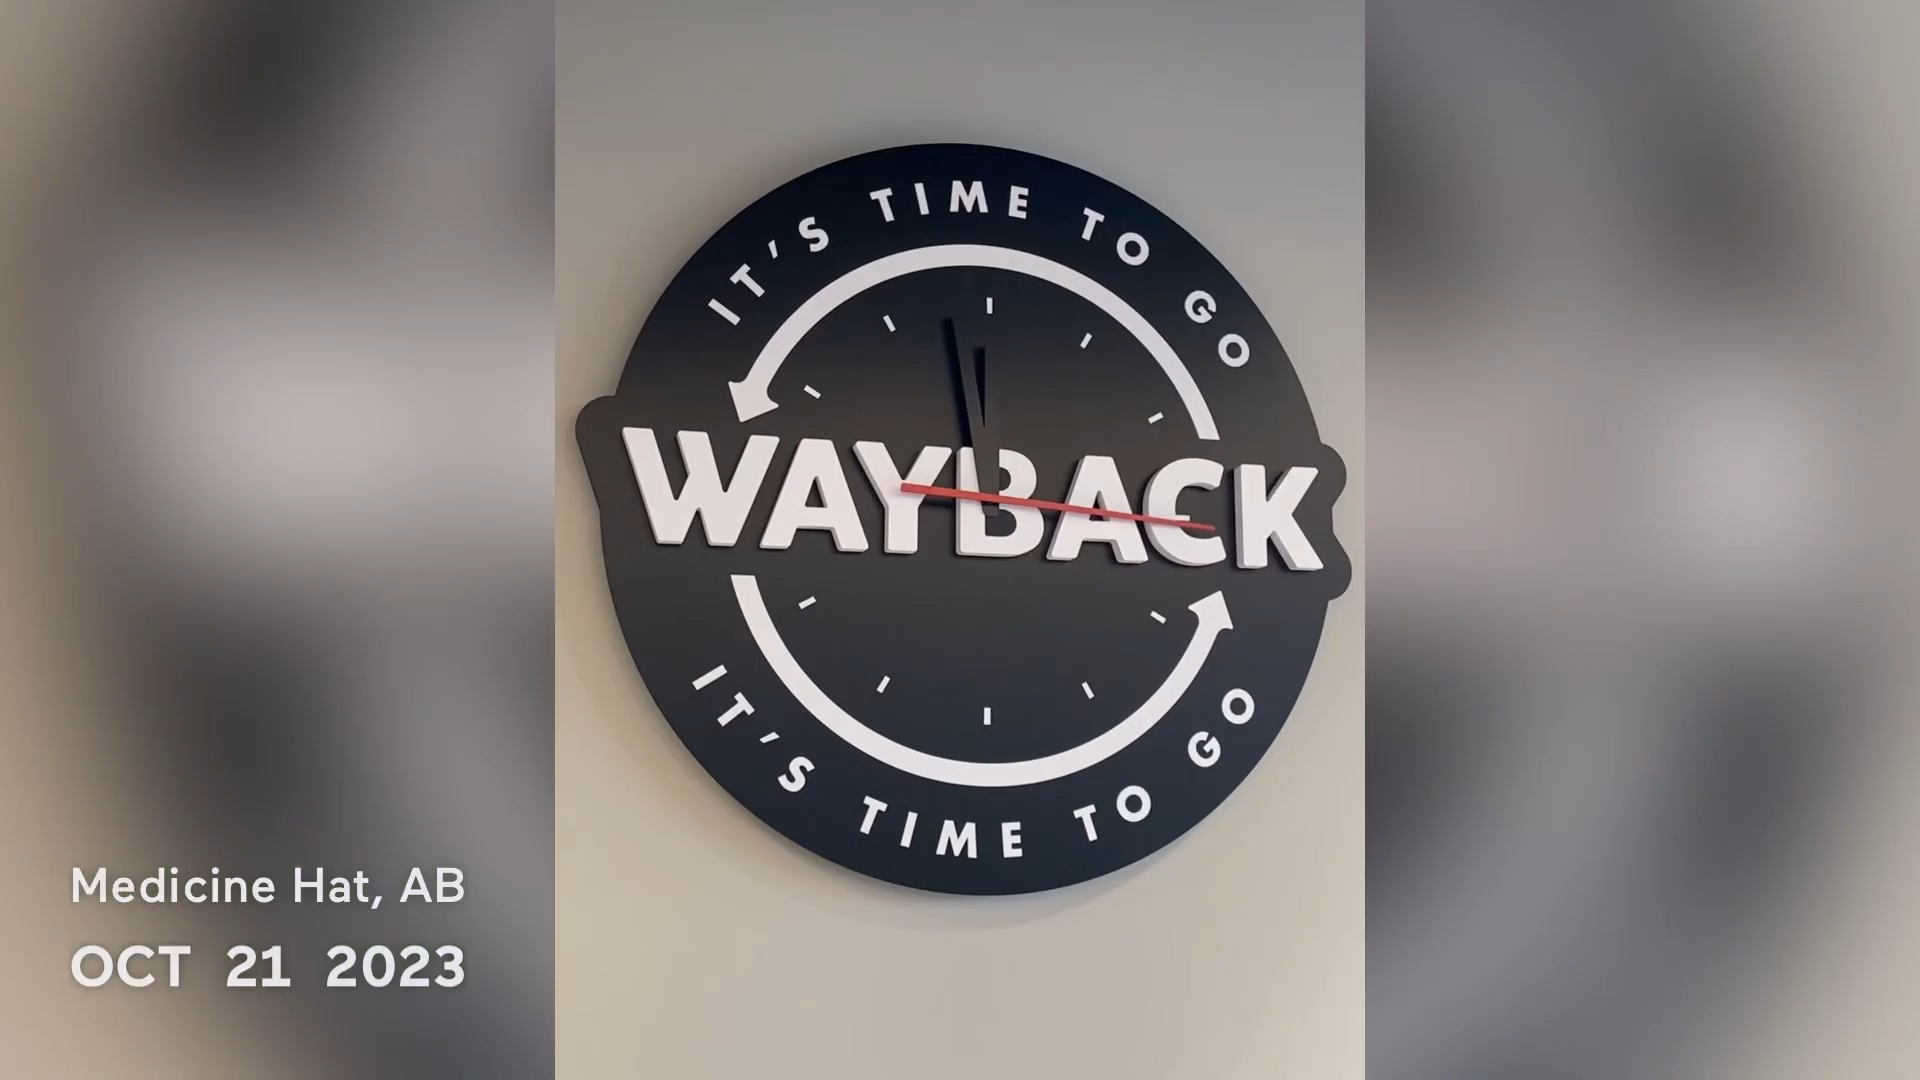 IT'S TIME TO GO
WAYBACK
IT'S TIME TO GO
Medicine Hat, AB
OCT 21 2023